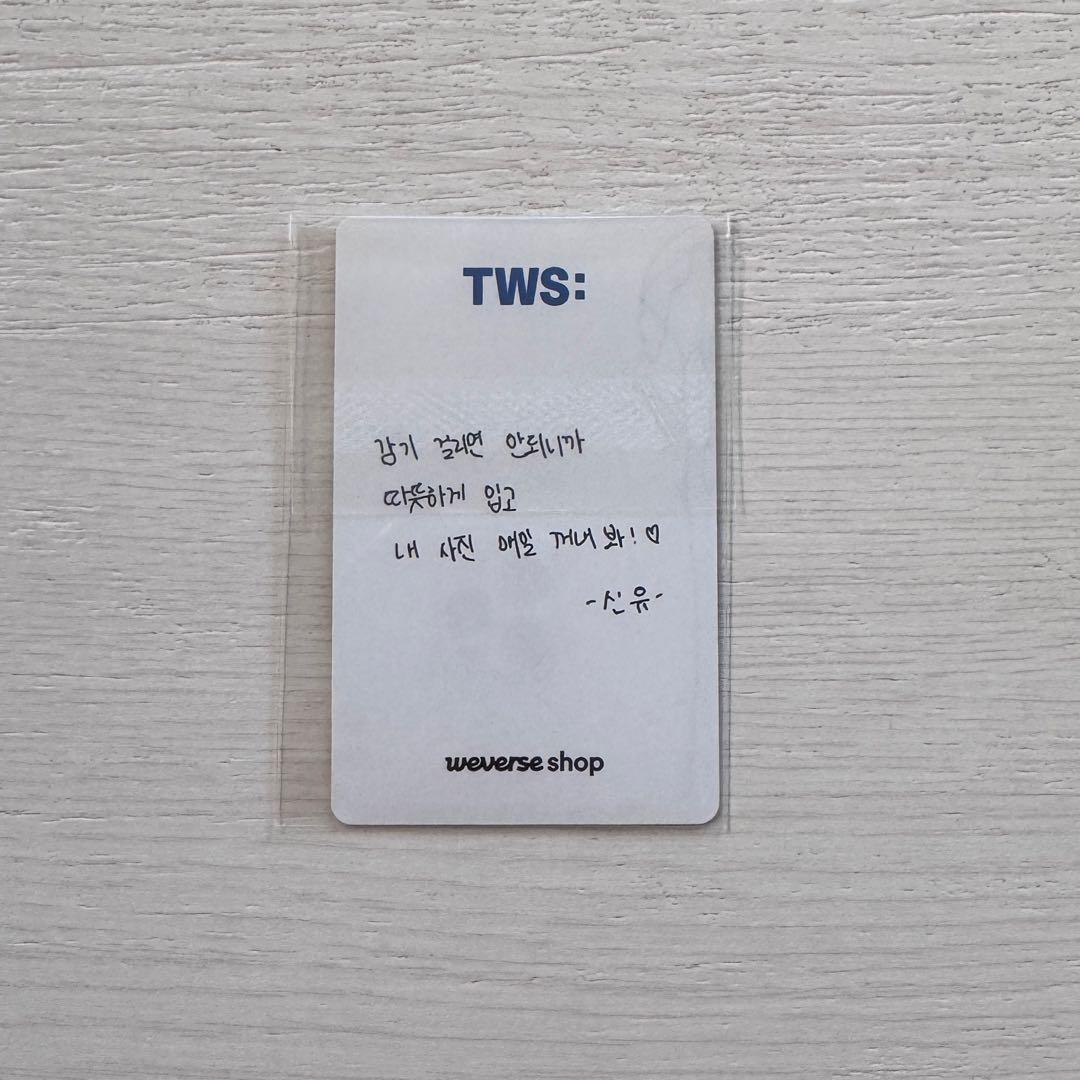 TWS:
감기 걸리면 안되니까
따뜻하게 입고
내 사진 매일 꺼내 봐! ♡
-신유-
weverse shop